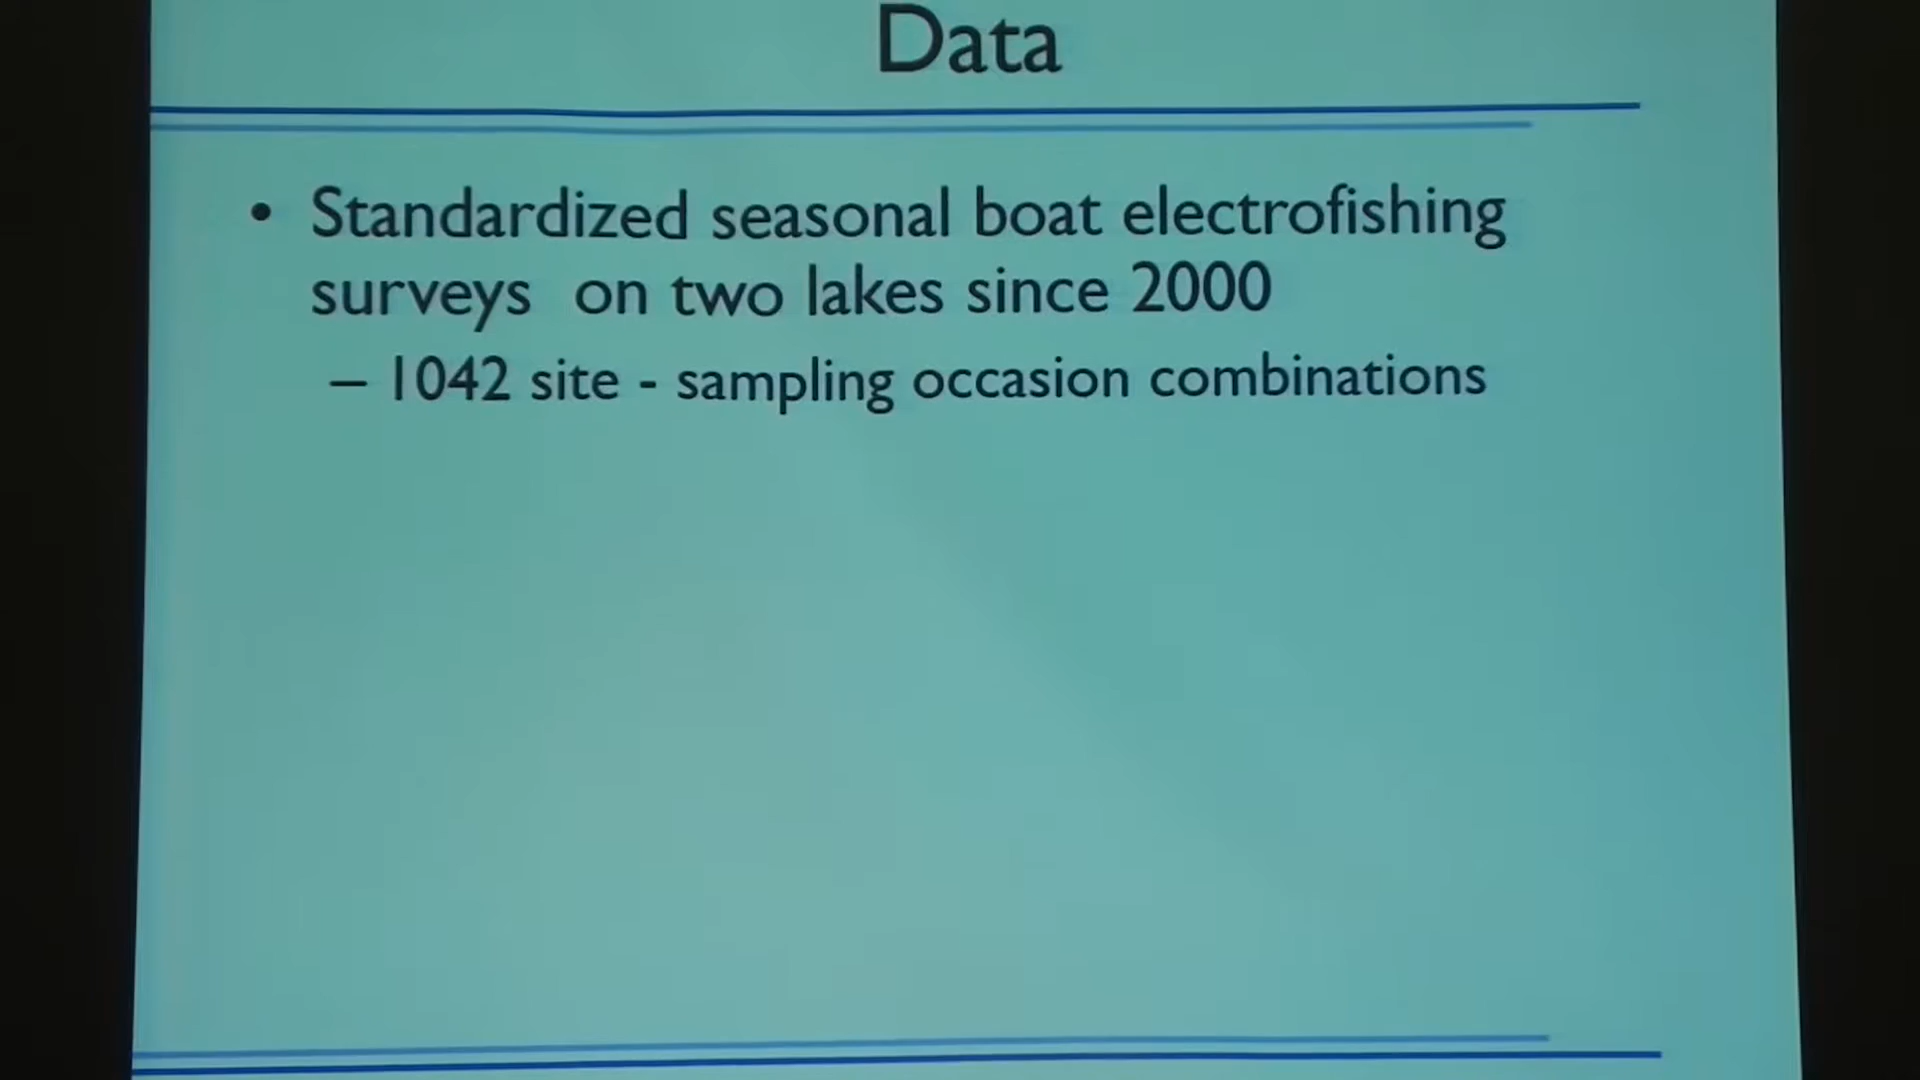 Data
• Standardized seasonal boat electrofishing
surveys on two lakes since 2000
– 1042 site - sampling occasion combinations